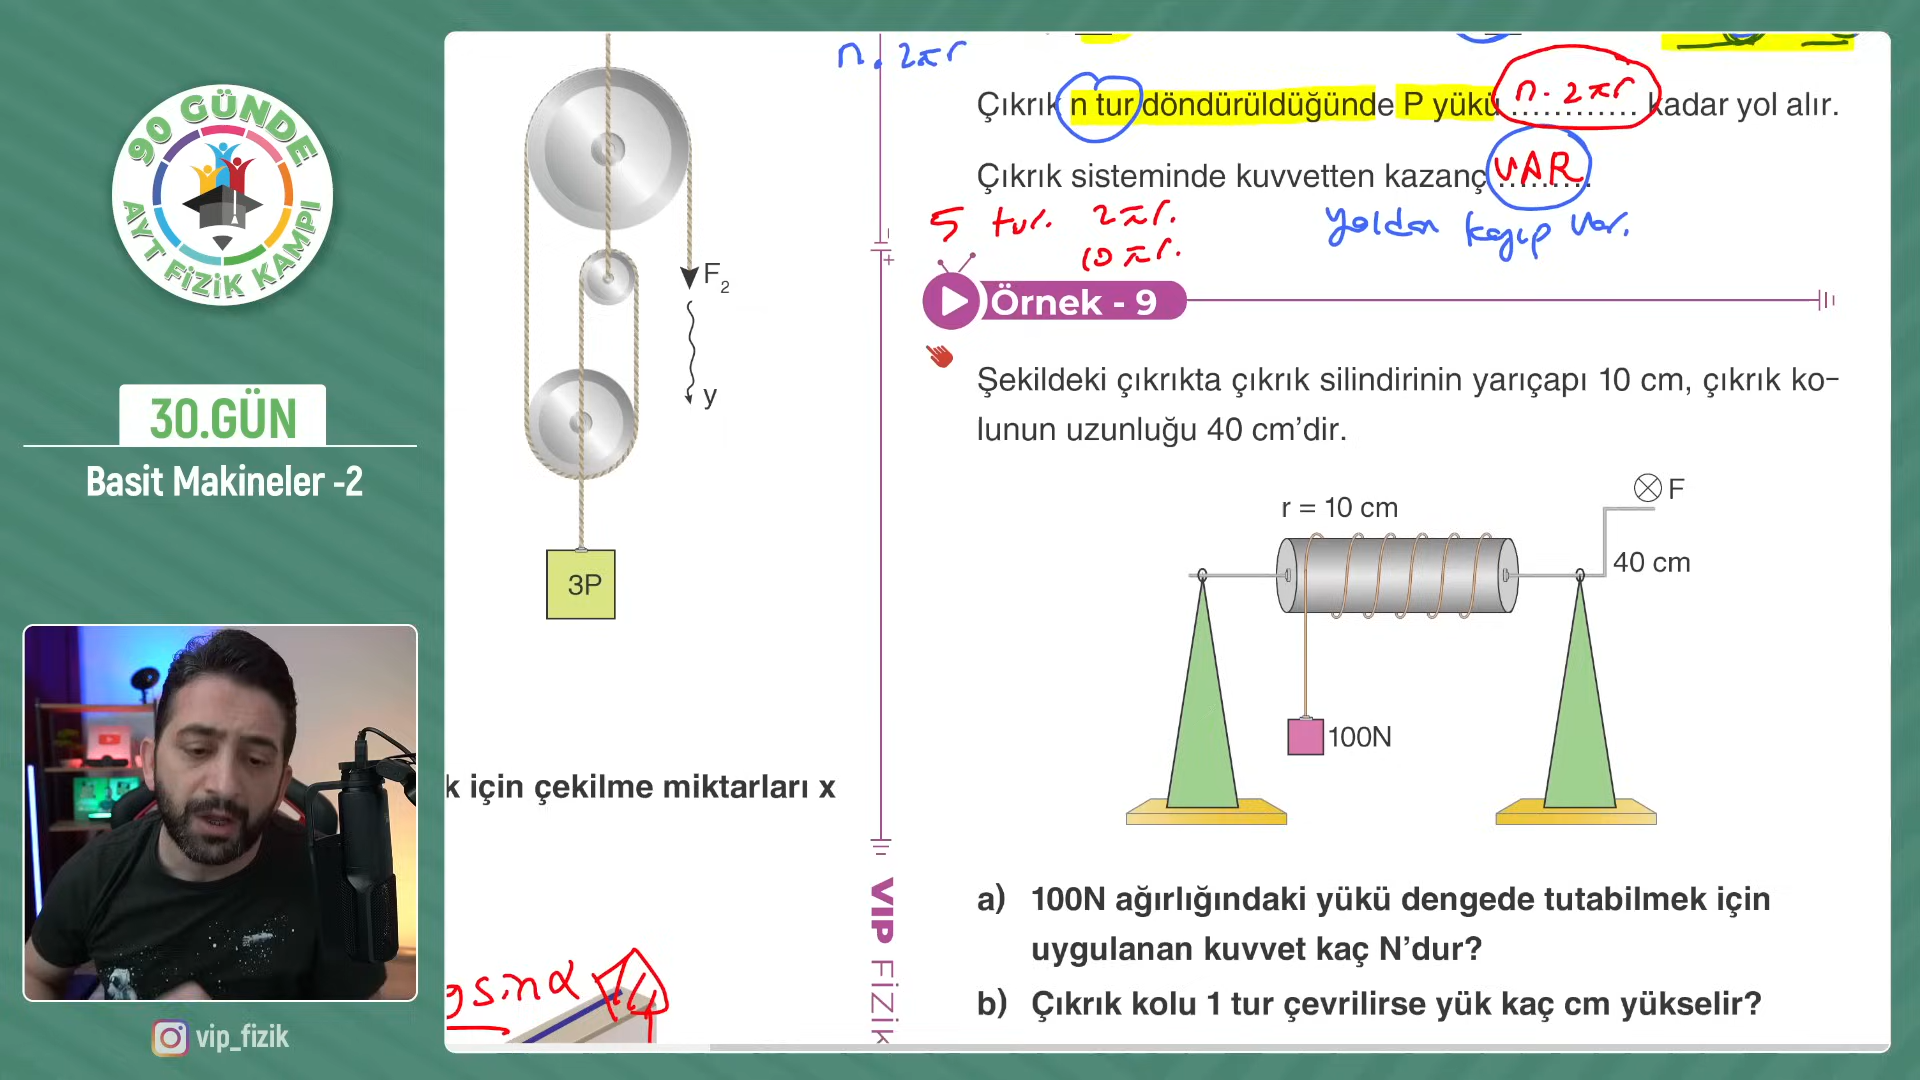 90 GÜNDE
AYT FİZİK KAMPI
30.GÜN
Basit Makineler -2
vip_fizik
n. 2πr
F2
y
3P
k için çekilme miktarları x
gsinα
VIP FİZİK
Çıkrık n tur döndürüldüğünde P yükü n. 2πr kadar yol alır.
Çıkrık sisteminde kuvvetten kazanç VAR.
5 tur. 2πr.
10πr.
yoldan kayıp var.
Örnek - 9
Şekildeki çıkrıkta çıkrık silindirinin yarıçapı 10 cm, çıkrık ko-
lunun uzunluğu 40 cm'dir.
F
r = 10 cm
40 cm
100N
a) 100N ağırlığındaki yükü dengede tutabilmek için
uygulanan kuvvet kaç N'dur?
b) Çıkrık kolu 1 tur çevrilirse yük kaç cm yükselir?